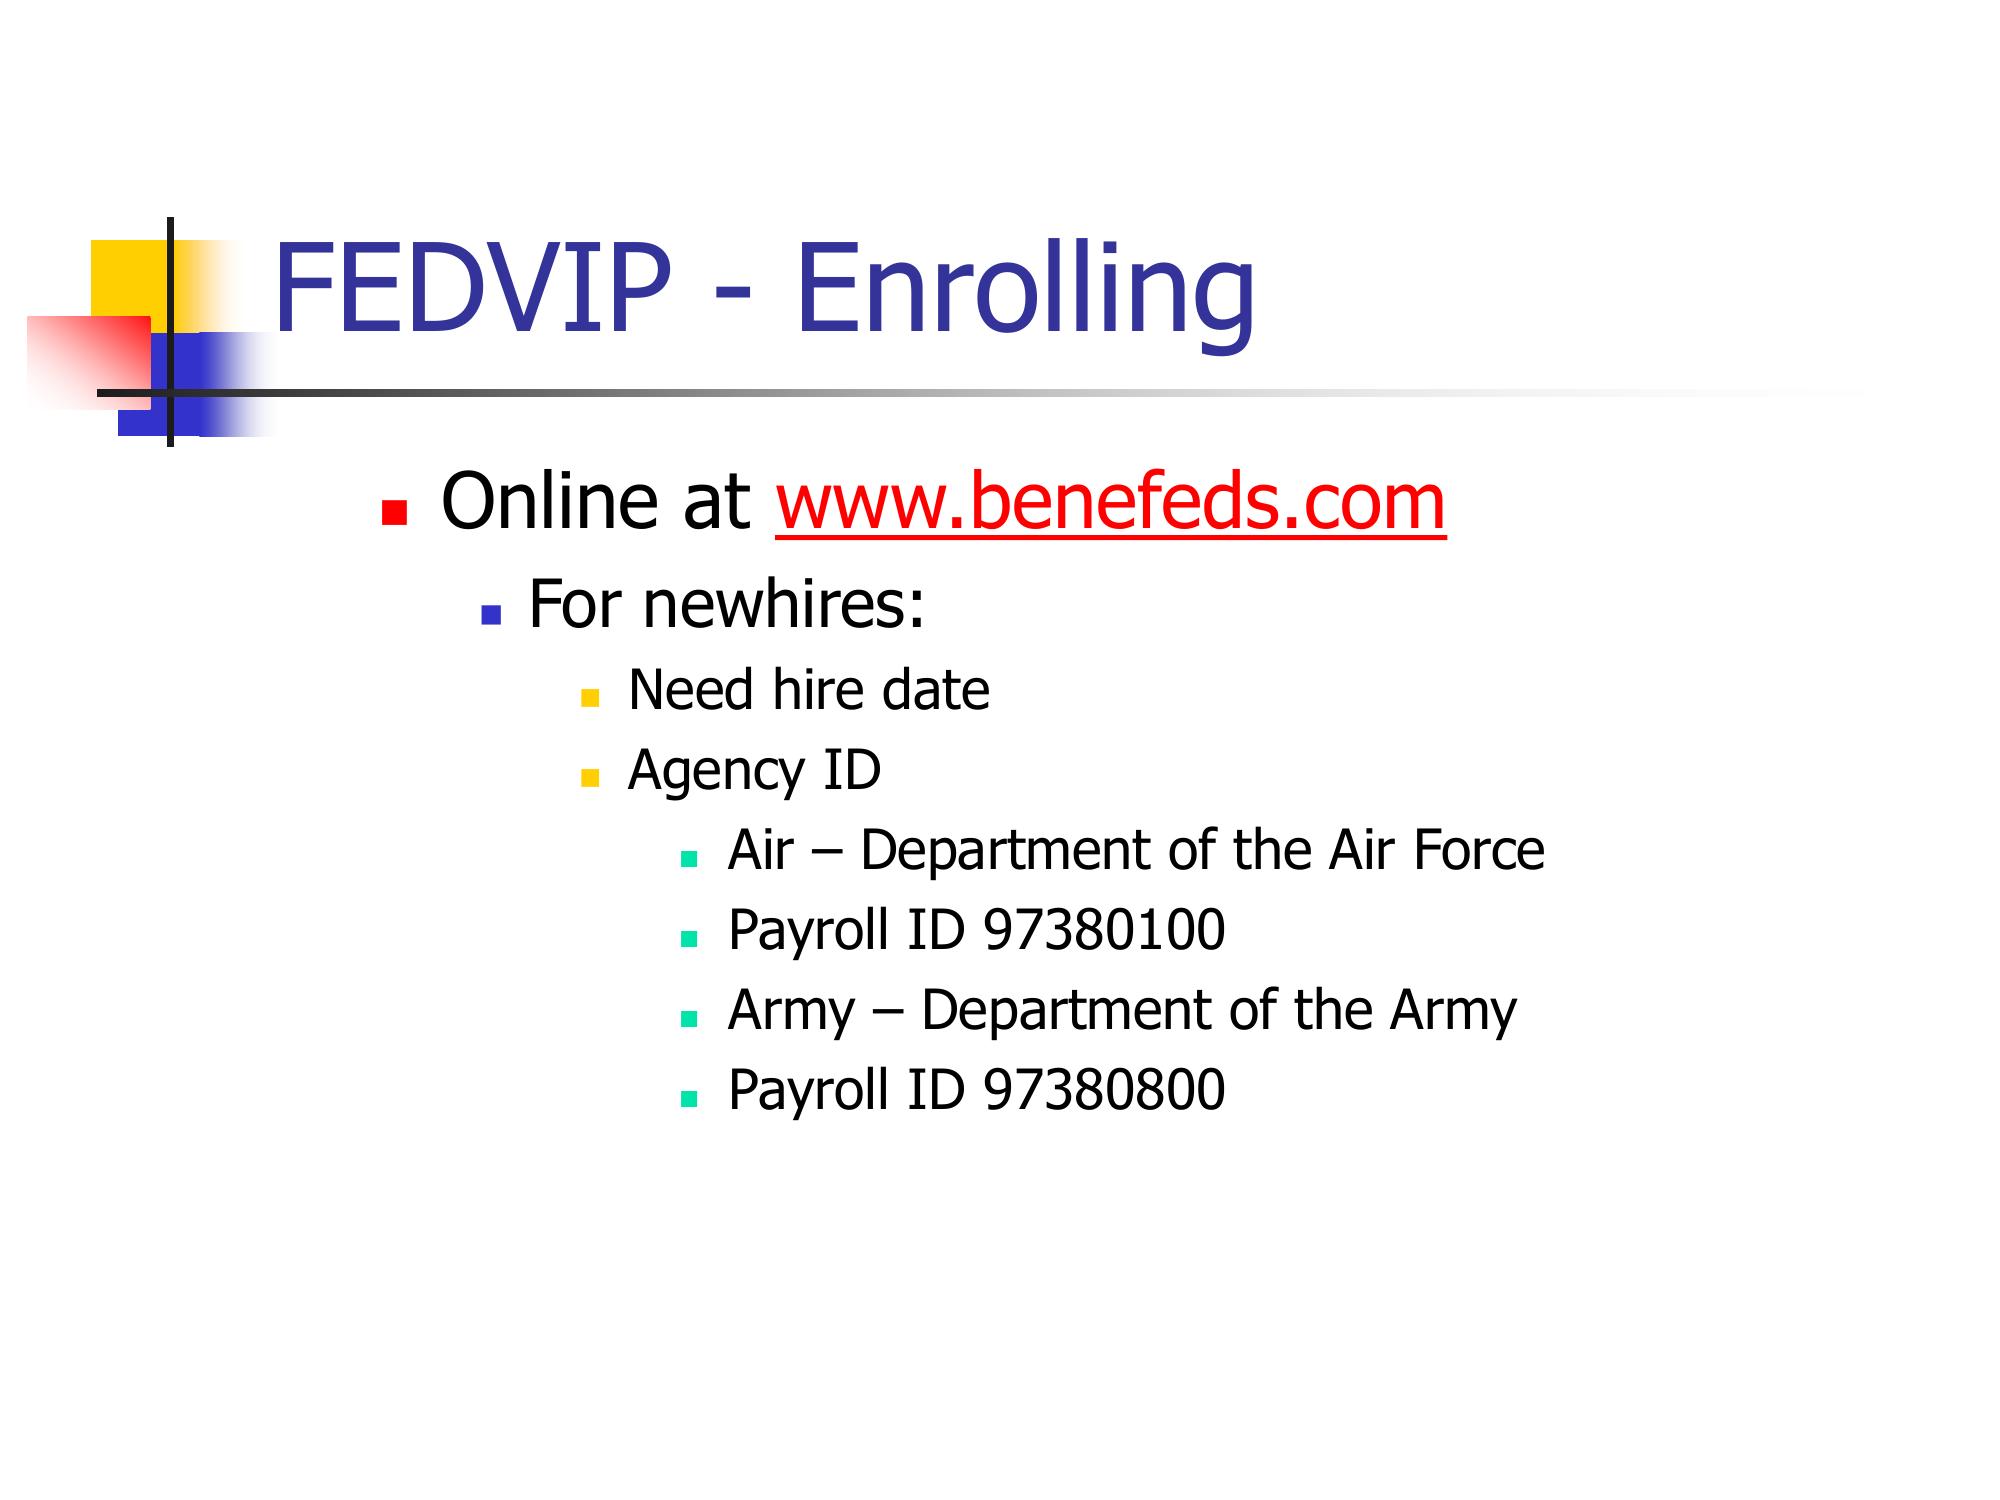 FEDVIP - Enrolling
Online at www.benefeds.com
For newhires:
Need hire date
Agency ID
Air – Department of the Air Force
Payroll ID 97380100
Army – Department of the Army
Payroll ID 97380800